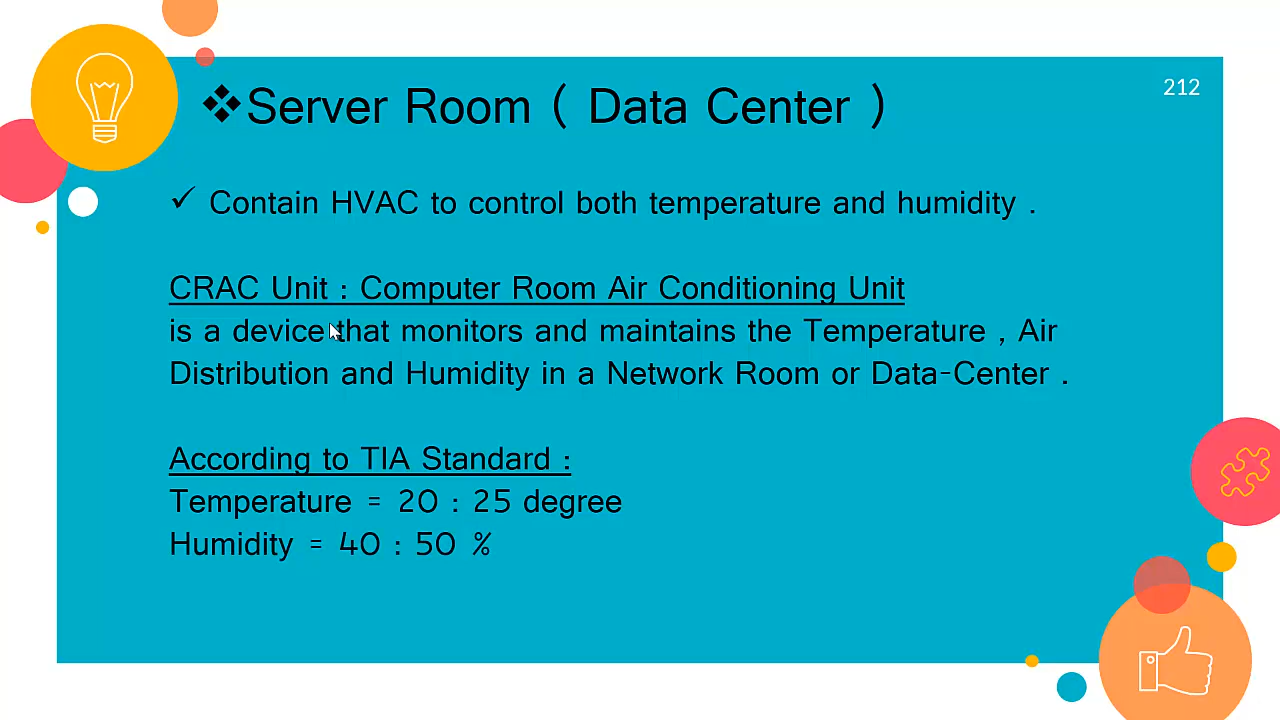 212
❖Server Room ( Data Center )
✓ Contain HVAC to control both temperature and humidity .
CRAC Unit : Computer Room Air Conditioning Unit
is a device that monitors and maintains the Temperature , Air
Distribution and Humidity in a Network Room or Data-Center .
According to TIA Standard :
Temperature = 20 : 25 degree
Humidity = 40 : 50 %